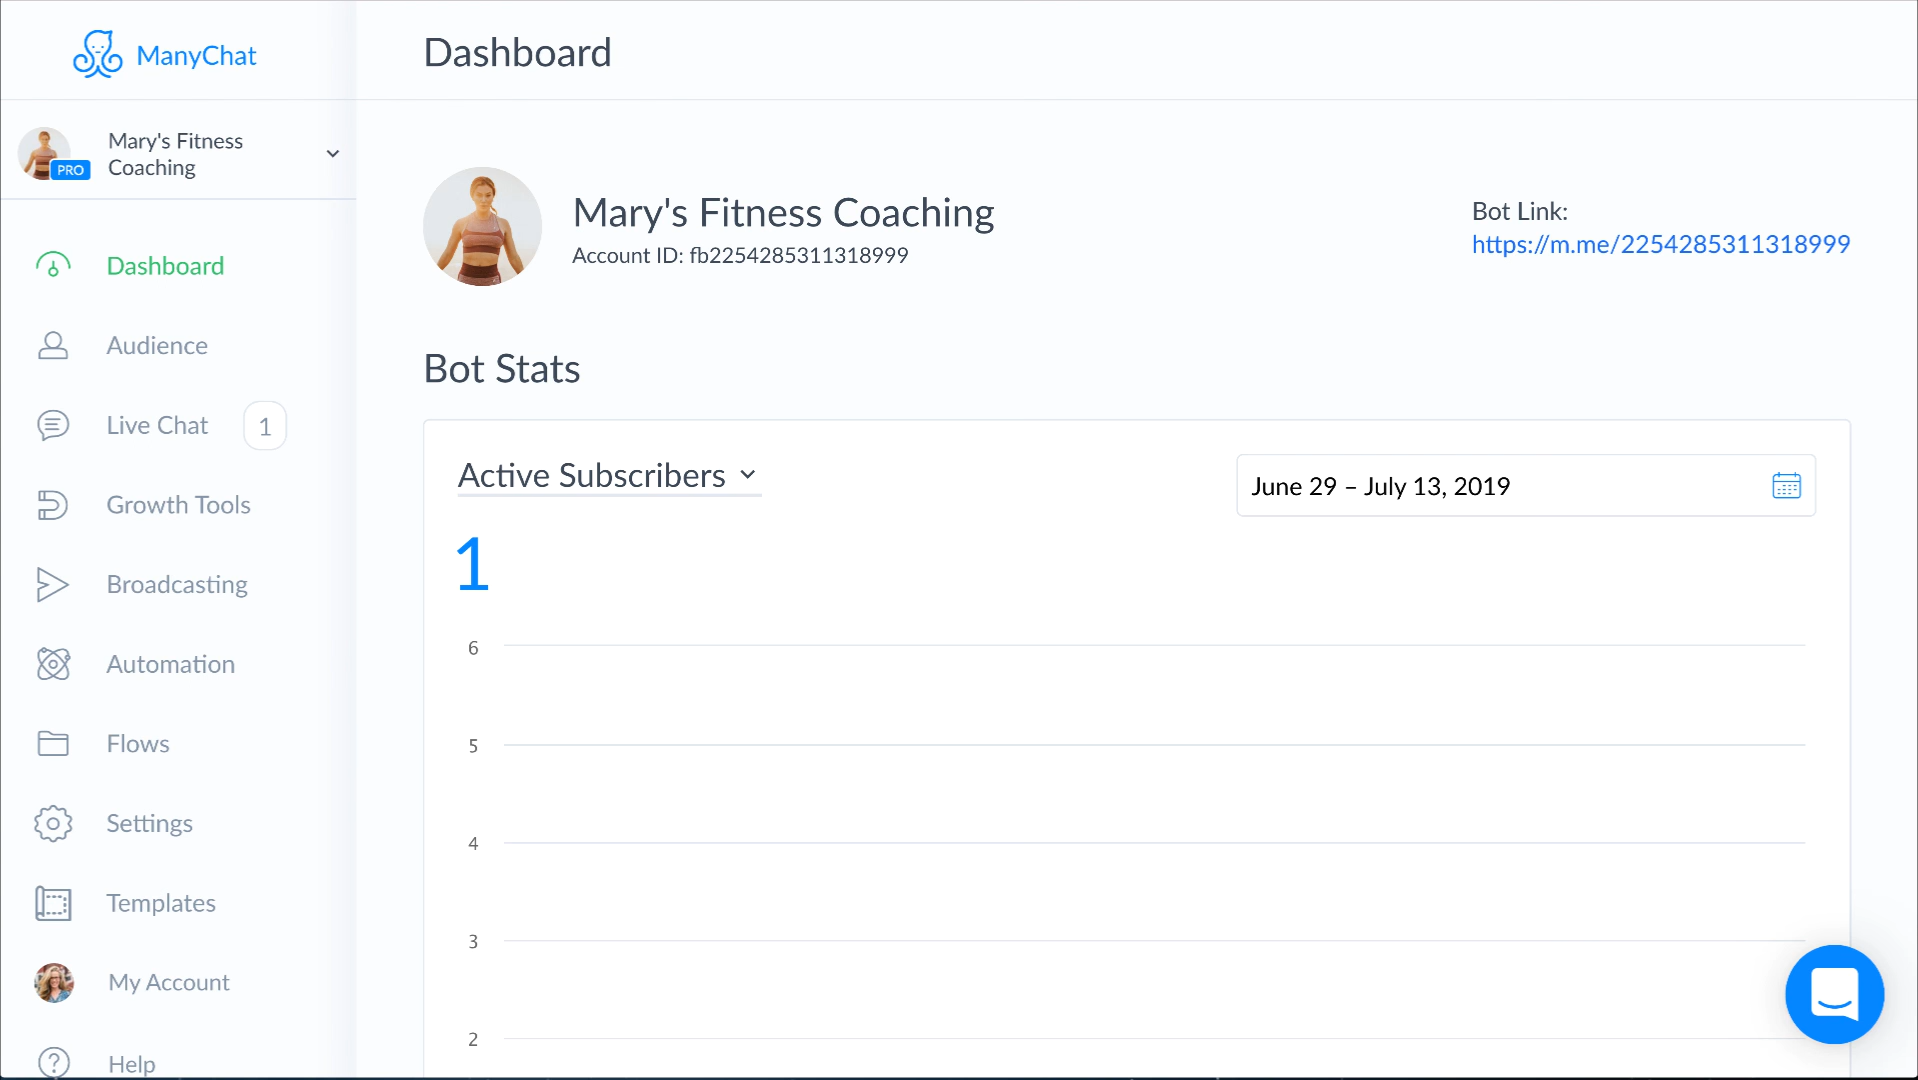 ManyChat
Dashboard
Mary's Fitness
Coaching
PRO
Mary's Fitness Coaching
Account ID: fb2254285311318999
Bot Link:
https://m.me/2254285311318999
Dashboard
Audience
Live Chat 1
Growth Tools
Broadcasting
Automation
Flows
Settings
Templates
My Account
? Help
Bot Stats
Active Subscribers
June 29 – July 13, 2019
1
6
5
4
3
2